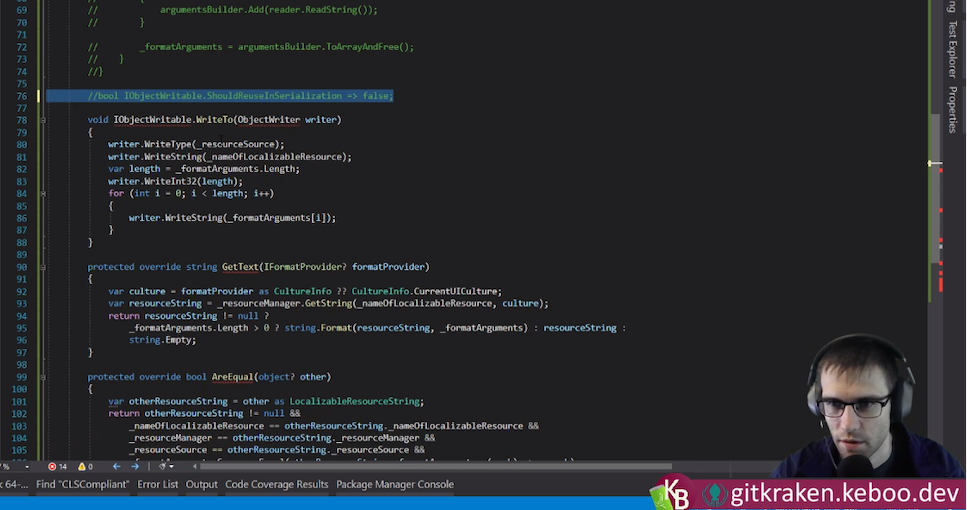 69 // argumentsBuilder.Add(reader.ReadString());
70 // }
71
72 // _formatArguments = argumentsBuilder.ToArrayAndFree();
73 // }
74 //}
75
76 //bool IObjectWritable.ShouldReuseInSerialization => false;
77
78 void IObjectWritable.WriteTo(ObjectWriter writer)
79 {
80 writer.WriteType(_resourceSource);
81 writer.WriteString(_nameOfLocalizableResource);
82 var length = _formatArguments.Length;
83 writer.WriteInt32(length);
84 for (int i = 0; i < length; i++)
85 {
86 writer.WriteString(_formatArguments[i]);
87 }
88 }
89
90 protected override string GetText(IFormatProvider? formatProvider)
91 {
92 var culture = formatProvider as CultureInfo ?? CultureInfo.CurrentUICulture;
93 var resourceString = _resourceManager.GetString(_nameOfLocalizableResource, culture);
94 return resourceString != null ?
95 _formatArguments.Length > 0 ? string.Format(resourceString, _formatArguments) : resourceString :
96 string.Empty;
97 }
98
99 protected override bool AreEqual(object? other)
100 {
101 var otherResourceString = other as LocalizableResourceString;
102 return otherResourceString != null &&
103 _nameOfLocalizableResource == otherResourceString._nameOfLocalizableResource &&
104 _resourceManager == otherResourceString._resourceManager &&
105 _resourceSource == otherResourceString._resourceSource &&
Test Explorer
Properties
% 14 0
k 64-... Find "CLSCompliant" Error List Output Code Coverage Results Package Manager Console
KB gitkraken.keboo.dev